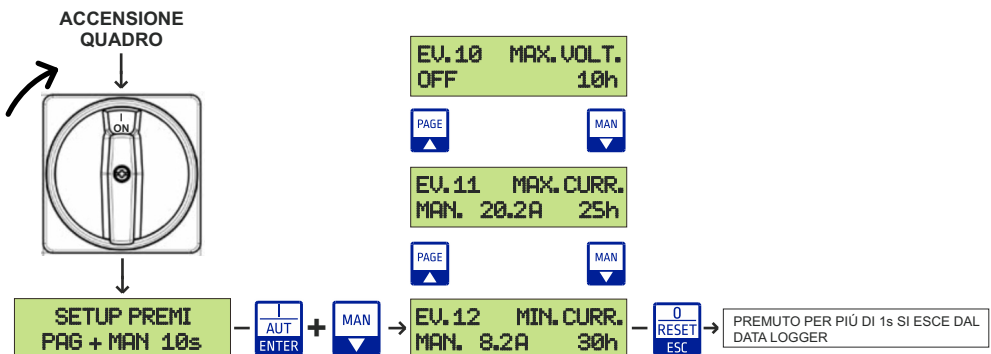 ACCENSIONE
QUADRO
I
ON
SETUP PREMI
PAG + MAN 10s
I
AUT
ENTER
+
MAN
EV.10 MAX.VOLT.
OFF 10h
PAGE
MAN
EV.11 MAX.CURR.
MAN. 20.2A 25h
PAGE
MAN
EV.12 MIN.CURR.
MAN. 8.2A 30h
0
RESET
ESC
PREMUTO PER PIÚ DI 1s SI ESCE DAL
DATA LOGGER